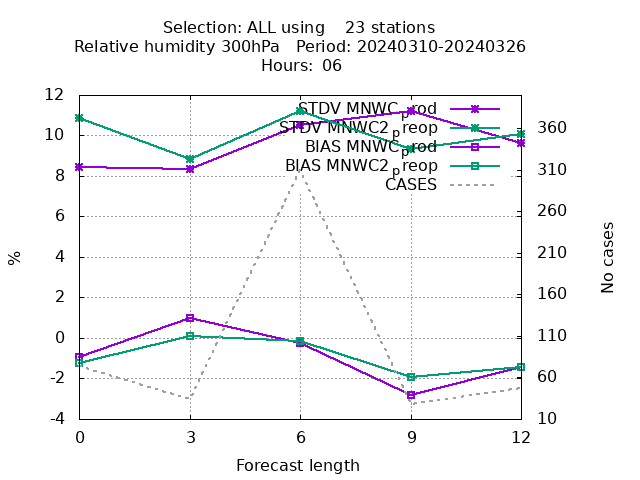 Selection: ALL using    23 stations
Relative humidity 300hPa   Period: 20240310-20240326
Hours: 06
STDV MNWC_prod
STDV MNWC2_preop
BIAS MNWC_prod
BIAS MNWC2_preop
CASES
12
10
8
6
4
2
0
-2
-4
%
360
310
260
210
160
110
60
10
No cases
0 3 6 9 12
Forecast length